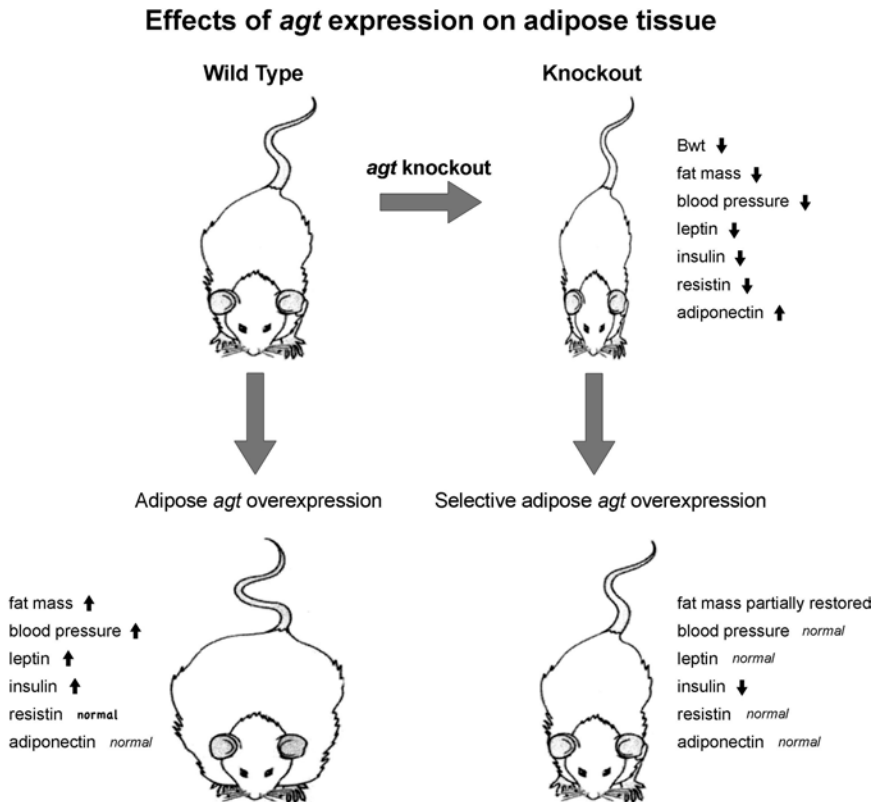 Effects of agt expression on adipose tissue
Wild Type
Knockout
agt knockout
Bwt ↓
fat mass ↓
blood pressure ↓
leptin ↓
insulin ↓
resistin ↓
adiponectin ↑
Adipose agt overexpression
Selective adipose agt overexpression
fat mass ↑
blood pressure ↑
leptin ↑
insulin ↑
resistin normal
adiponectin normal
fat mass partially restored
blood pressure normal
leptin normal
insulin ↓
resistin normal
adiponectin normal